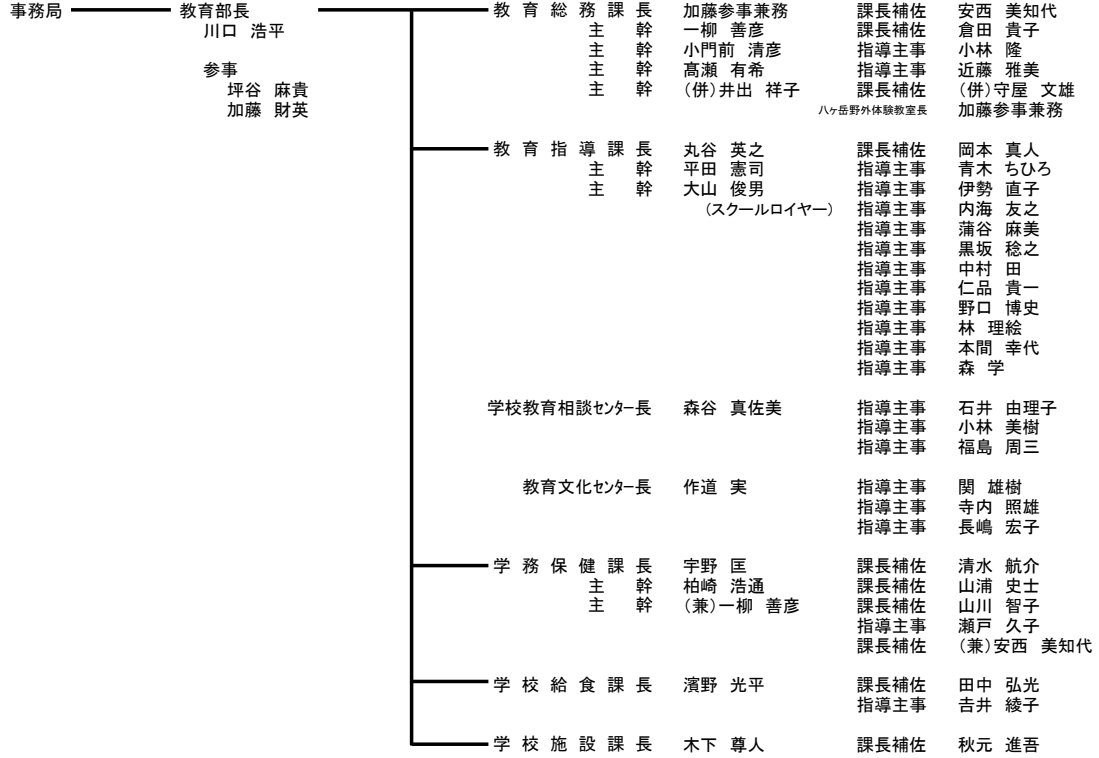 事務局 教育部長 教育総務課長 加藤参事兼務 課長補佐 安西 美知代
川口 浩平 主幹 一柳 善彦 課長補佐 倉田 貴子
主幹 小門前 清彦 指導主事 小林 隆
参事 主幹 髙瀬 有希 指導主事 近藤 雅美
坪谷 麻貴 主幹 (併)井出 祥子 課長補佐 (併)守屋 文雄
加藤 財英 八ヶ岳野外体験教室長 加藤参事兼務
教育指導課長 丸谷 英之 課長補佐 岡本 真人
主幹 平田 憲司 指導主事 青木 ちひろ
主幹 大山 俊男 指導主事 伊勢 直子
(スクールロイヤー) 指導主事 内海 友之
指導主事 蒲谷 麻美
指導主事 黒坂 稔之
指導主事 中村 田
指導主事 仁品 貴一
指導主事 野口 博史
指導主事 林 理絵
指導主事 本間 幸代
指導主事 森 学
学校教育相談センター長 森谷 真佐美 指導主事 石井 由理子
指導主事 小林 美樹
指導主事 福島 周三
教育文化センター長 作道 実 指導主事 関 雄樹
指導主事 寺内 照雄
指導主事 長嶋 宏子
学務保健課長 宇野 匡 課長補佐 清水 航介
主幹 柏崎 浩通 課長補佐 山浦 史士
主幹 (兼)一柳 善彦 課長補佐 山川 智子
指導主事 瀬戸 久子
課長補佐 (兼)安西 美知代
学校給食課長 濱野 光平 課長補佐 田中 弘光
指導主事 𠮷井 綾子
学校施設課長 木下 尊人 課長補佐 秋元 進吾